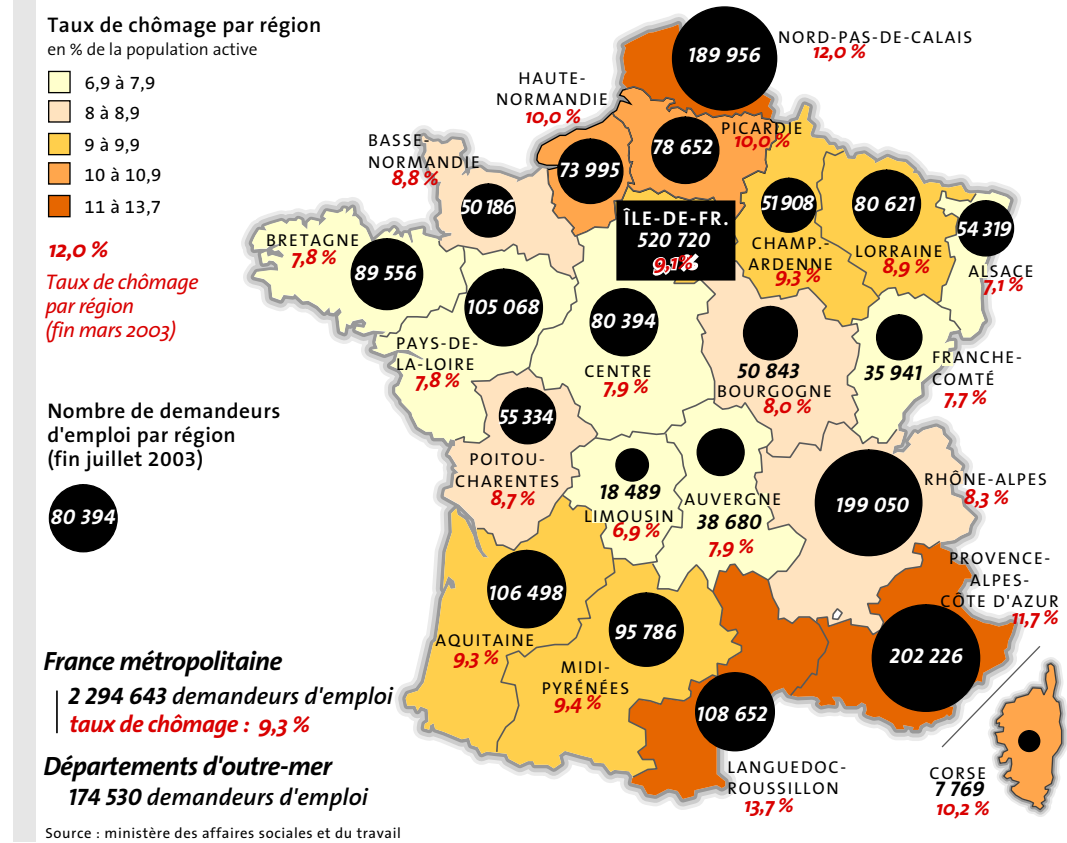 Taux de chômage par région
en % de la population active
6,9 à 7,9
8 à 8,9
9 à 9,9
10 à 10,9
11 à 13,7
12,0 %
Taux de chômage
par région
(fin mars 2003)
Nombre de demandeurs
d'emploi par région
(fin juillet 2003)
80 394
189 956
NORD-PAS-DE-CALAIS
12,0 %
HAUTE-
NORMANDIE
10,0 %
73 995
PICARDIE
10,0 %
78 652
BASSE-
NORMANDIE
8,8 %
50 186
ÎLE-DE-FR.
520 720
9,1 %
51 908
CHAMP.-
ARDENNE
9,3 %
80 621
LORRAINE
8,9 %
54 319
ALSACE
7,1 %
BRETAGNE
7,8 %
89 556
105 068
PAYS-DE-
LA-LOIRE
7,8 %
80 394
CENTRE
7,9 %
50 843
BOURGOGNE
8,0 %
35 941
FRANCHE-
COMTÉ
7,7 %
55 334
POITOU-
CHARENTES
8,7 %
18 489
LIMOUSIN
6,9 %
AUVERGNE
38 680
7,9 %
199 050
RHÔNE-ALPES
8,3 %
106 498
AQUITAINE
9,3 %
95 786
MIDI-
PYRÉNÉES
9,4 %
108 652
LANGUEDOC-
ROUSSILLON
13,7 %
PROVENCE-
ALPES-
CÔTE D'AZUR
11,7 %
202 226
CORSE
7 769
10,2 %
France métropolitaine
2 294 643 demandeurs d'emploi
taux de chômage : 9,3 %
Départements d'outre-mer
174 530 demandeurs d'emploi
Source : ministère des affaires sociales et du travail